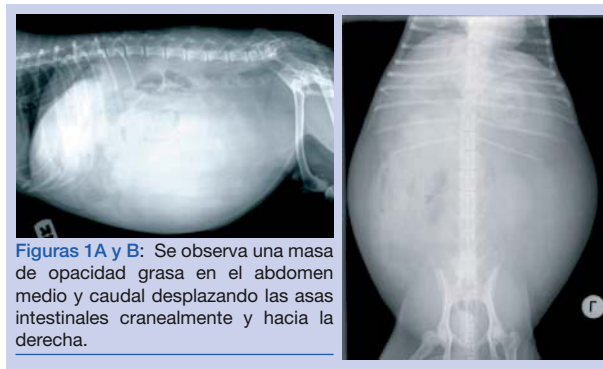 Figuras 1A y B: Se observa una masa
de opacidad grasa en el abdomen
medio y caudal desplazando las asas
intestinales cranealmente y hacia la
derecha.